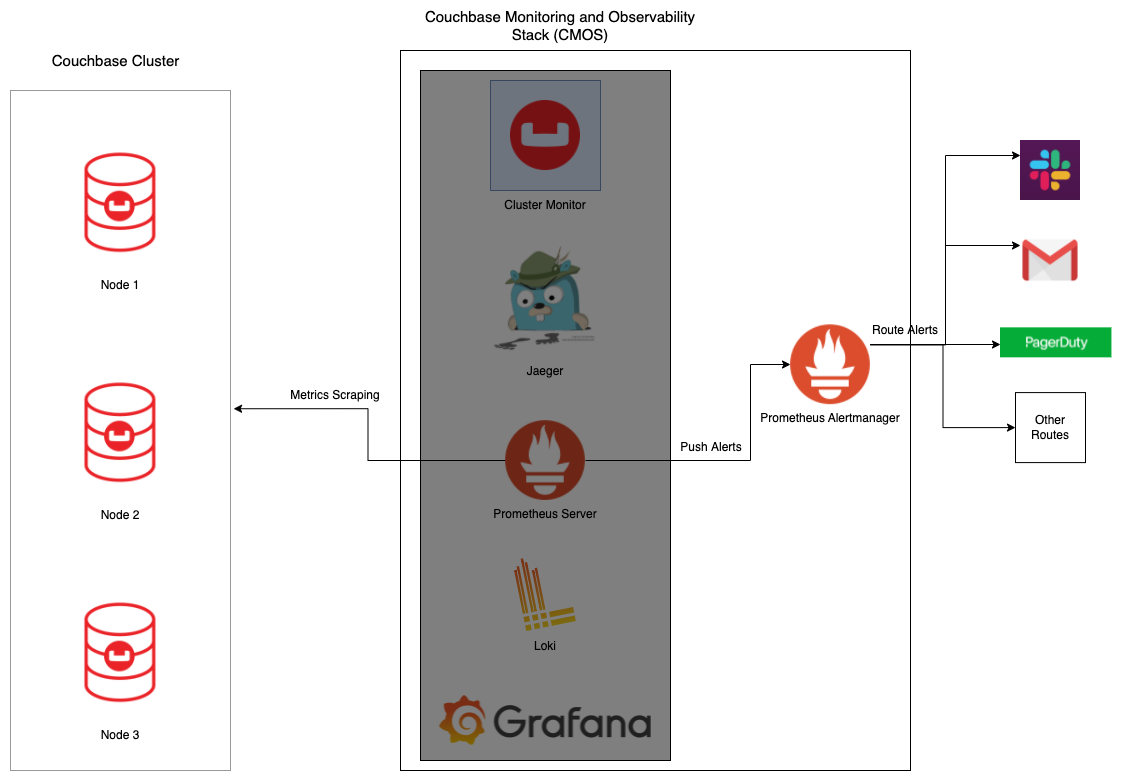 Couchbase Monitoring and Observability
Stack (CMOS)
Couchbase Cluster
Node 1
Node 2
Node 3
Metrics Scraping
Cluster Monitor
Jaeger
Prometheus Server
Loki
Grafana
Push Alerts
Prometheus Alertmanager
Route Alerts
PagerDuty
Other
Routes